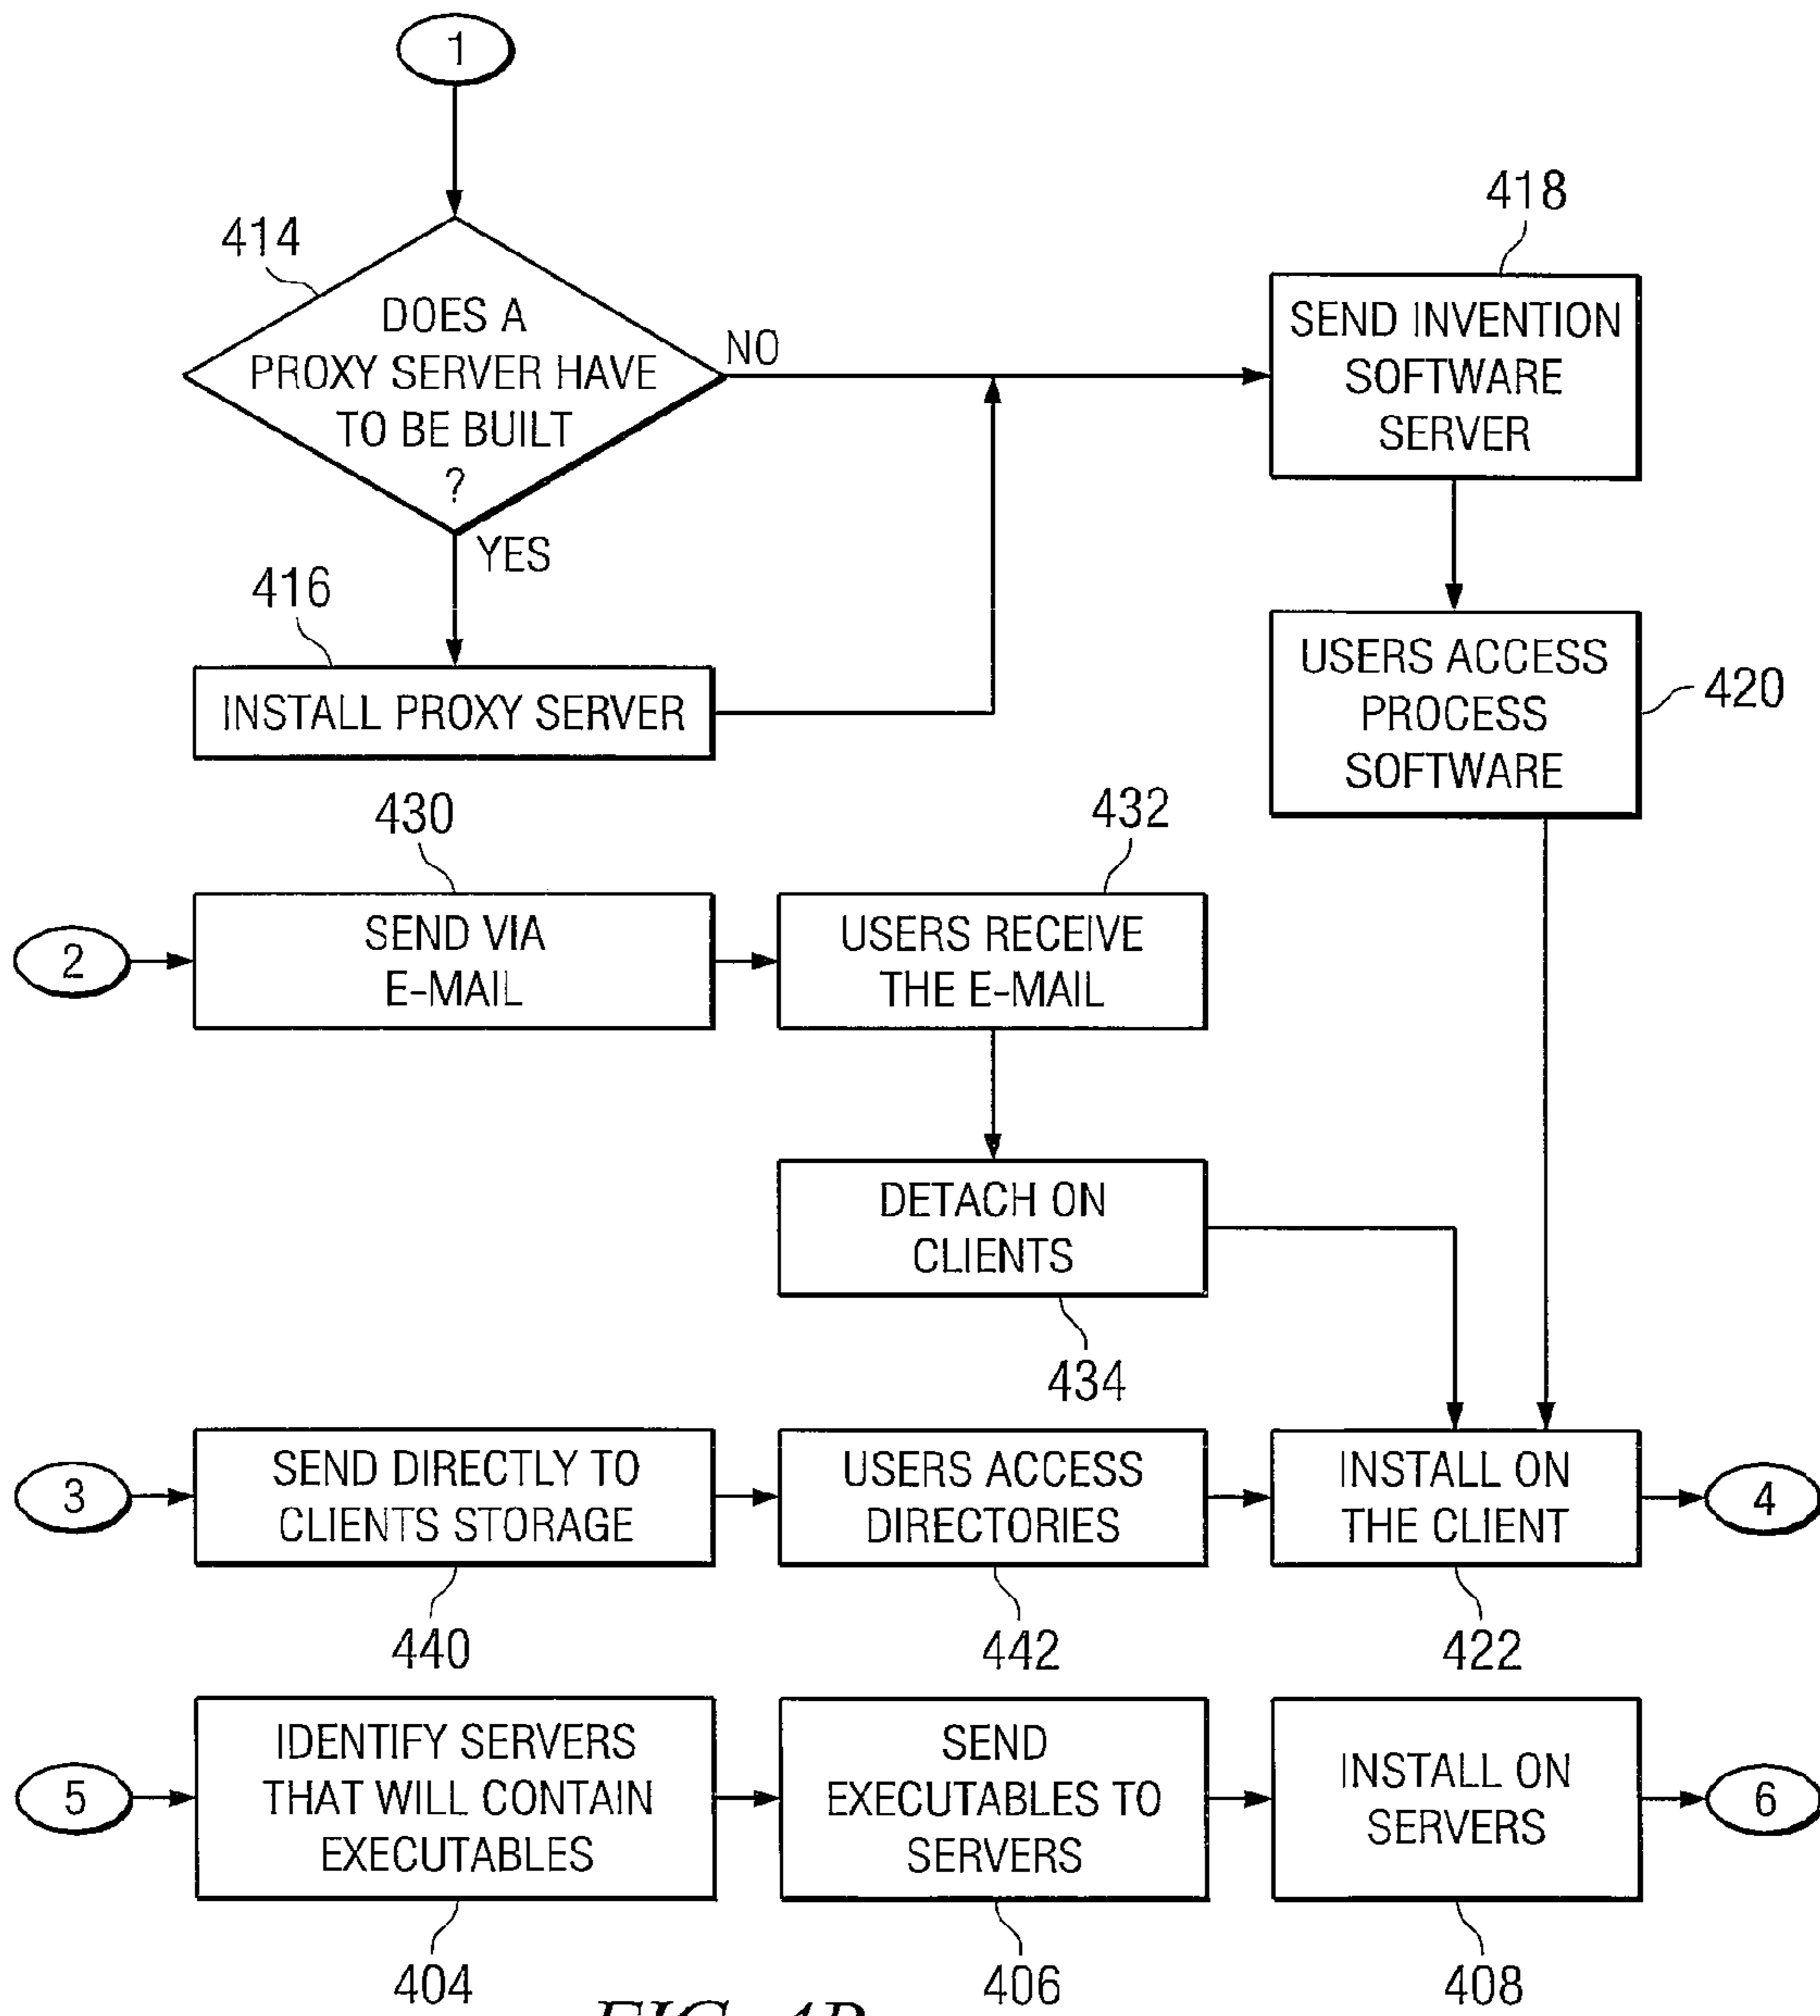 1
414
DOES A
PROXY SERVER HAVE
TO BE BUILT
?
NO
YES
418
SEND INVENTION
SOFTWARE
SERVER
416
INSTALL PROXY SERVER
USERS ACCESS
PROCESS
SOFTWARE
420
430
432
2
SEND VIA
E-MAIL
USERS RECEIVE
THE E-MAIL
DETACH ON
CLIENTS
434
3
SEND DIRECTLY TO
CLIENTS STORAGE
USERS ACCESS
DIRECTORIES
INSTALL ON
THE CLIENT
4
440
442
422
5
IDENTIFY SERVERS
THAT WILL CONTAIN
EXECUTABLES
SEND
EXECUTABLES TO
SERVERS
INSTALL ON
SERVERS
6
404
406
408
FIG. 4B